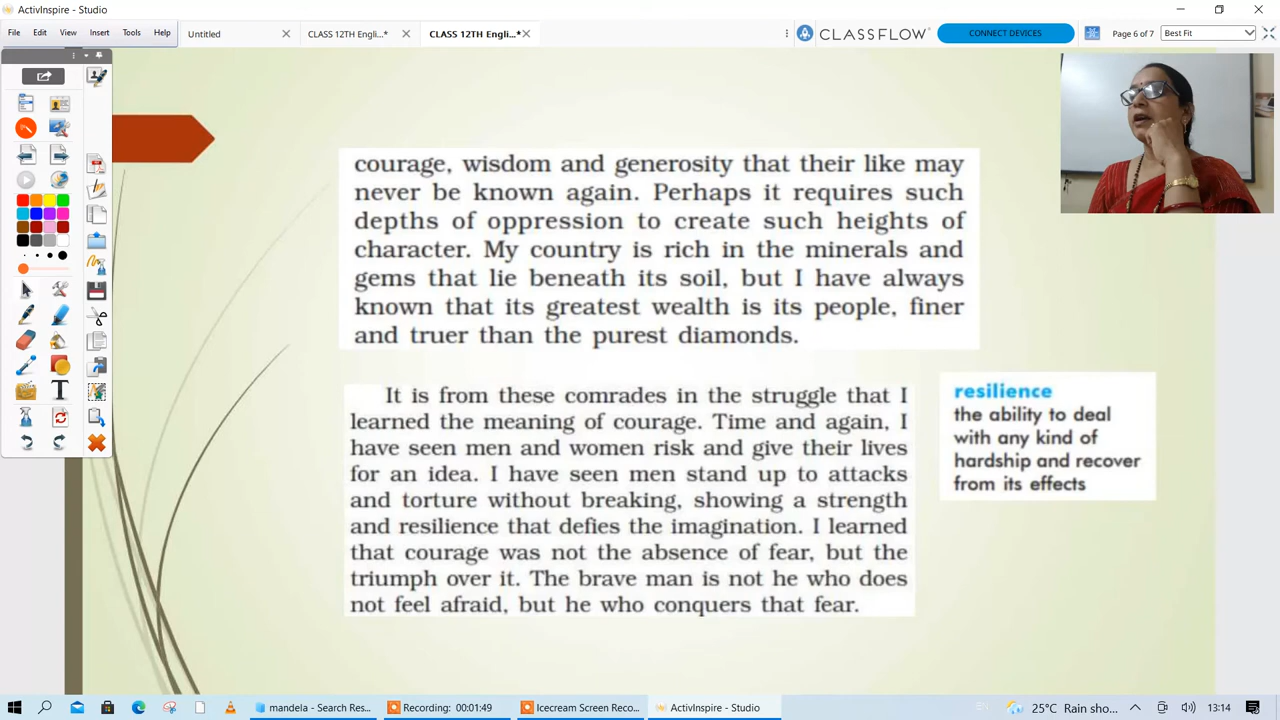 ActivInspire - Studio
File Edit View Insert Tools Help
Untitled
CLASS 12TH Engli...*
CLASS 12TH Engli...*
CLASSFLOW
CONNECT DEVICES
Page 6 of 7
Best Fit
courage, wisdom and generosity that their like may
never be known again. Perhaps it requires such
depths of oppression to create such heights of
character. My country is rich in the minerals and
gems that lie beneath its soil, but I have always
known that its greatest wealth is its people, finer
and truer than the purest diamonds.
It is from these comrades in the struggle that I
learned the meaning of courage. Time and again, I
have seen men and women risk and give their lives
for an idea. I have seen men stand up to attacks
and torture without breaking, showing a strength
and resilience that defies the imagination. I learned
that courage was not the absence of fear, but the
triumph over it. The brave man is not he who does
not feel afraid, but he who conquers that fear.
resilience
the ability to deal
with any kind of
hardship and recover
from its effects
mandela - Search Res...
Recording: 00:01:49
Icecream Screen Reco...
ActivInspire - Studio
25°C Rain sho...
13:14